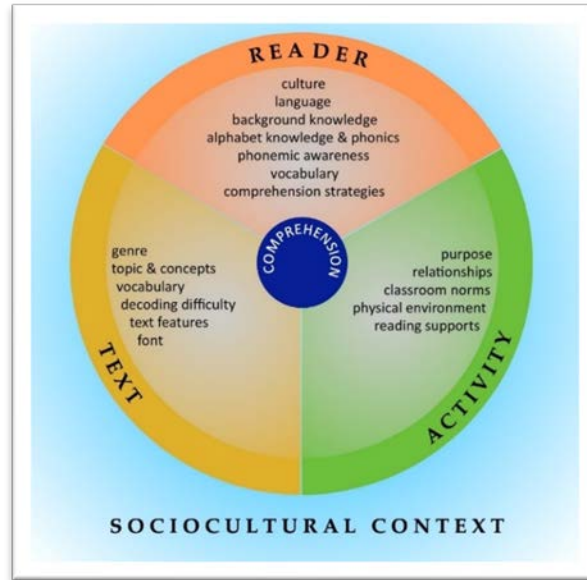 READER
culture
language
background knowledge
alphabet knowledge & phonics
phonemic awareness
vocabulary
comprehension strategies
COMPREHENSION
genre
topic & concepts
vocabulary
decoding difficulty
text features
font
TEXT
purpose
relationships
classroom norms
physical environment
reading supports
ACTIVITY
SOCIOCULTURAL CONTEXT